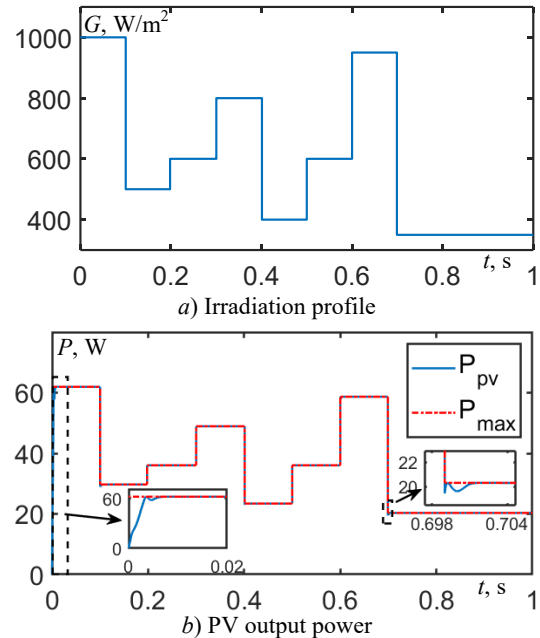 G, W/m²
1000
800
600
400
0 0.2 0.4 0.6 0.8 1
t, s
a) Irradiation profile
P, W
60
40
20
0
P_pv
P_max
60
0
0 0.02
22
20
0.698 0.704
0 0.2 0.4 0.6 0.8 1
t, s
b) PV output power